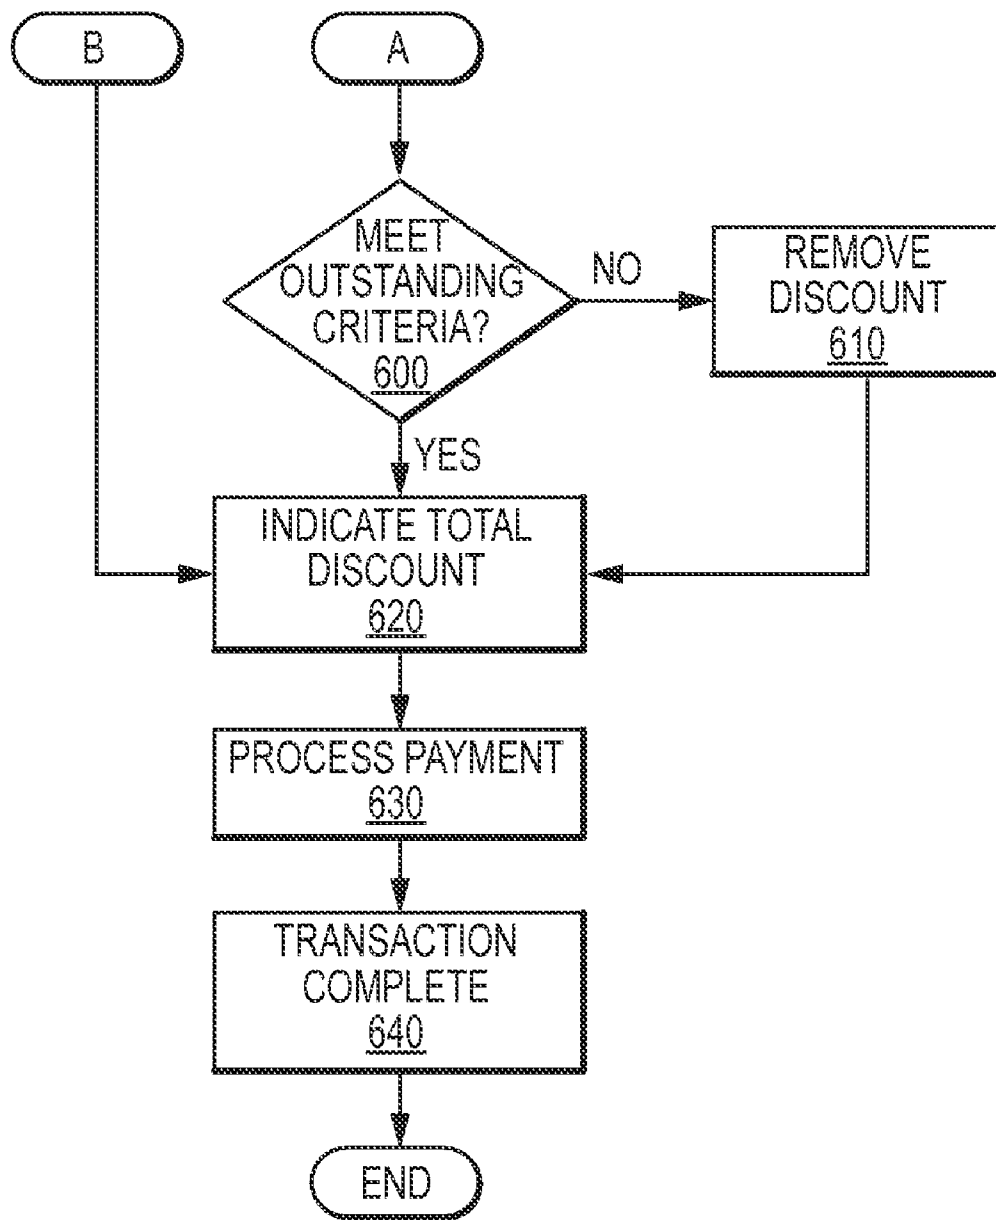 B
A
MEET
OUTSTANDING
CRITERIA?
600
NO
REMOVE
DISCOUNT
610
YES
INDICATE TOTAL
DISCOUNT
620
PROCESS PAYMENT
630
TRANSACTION
COMPLETE
640
END